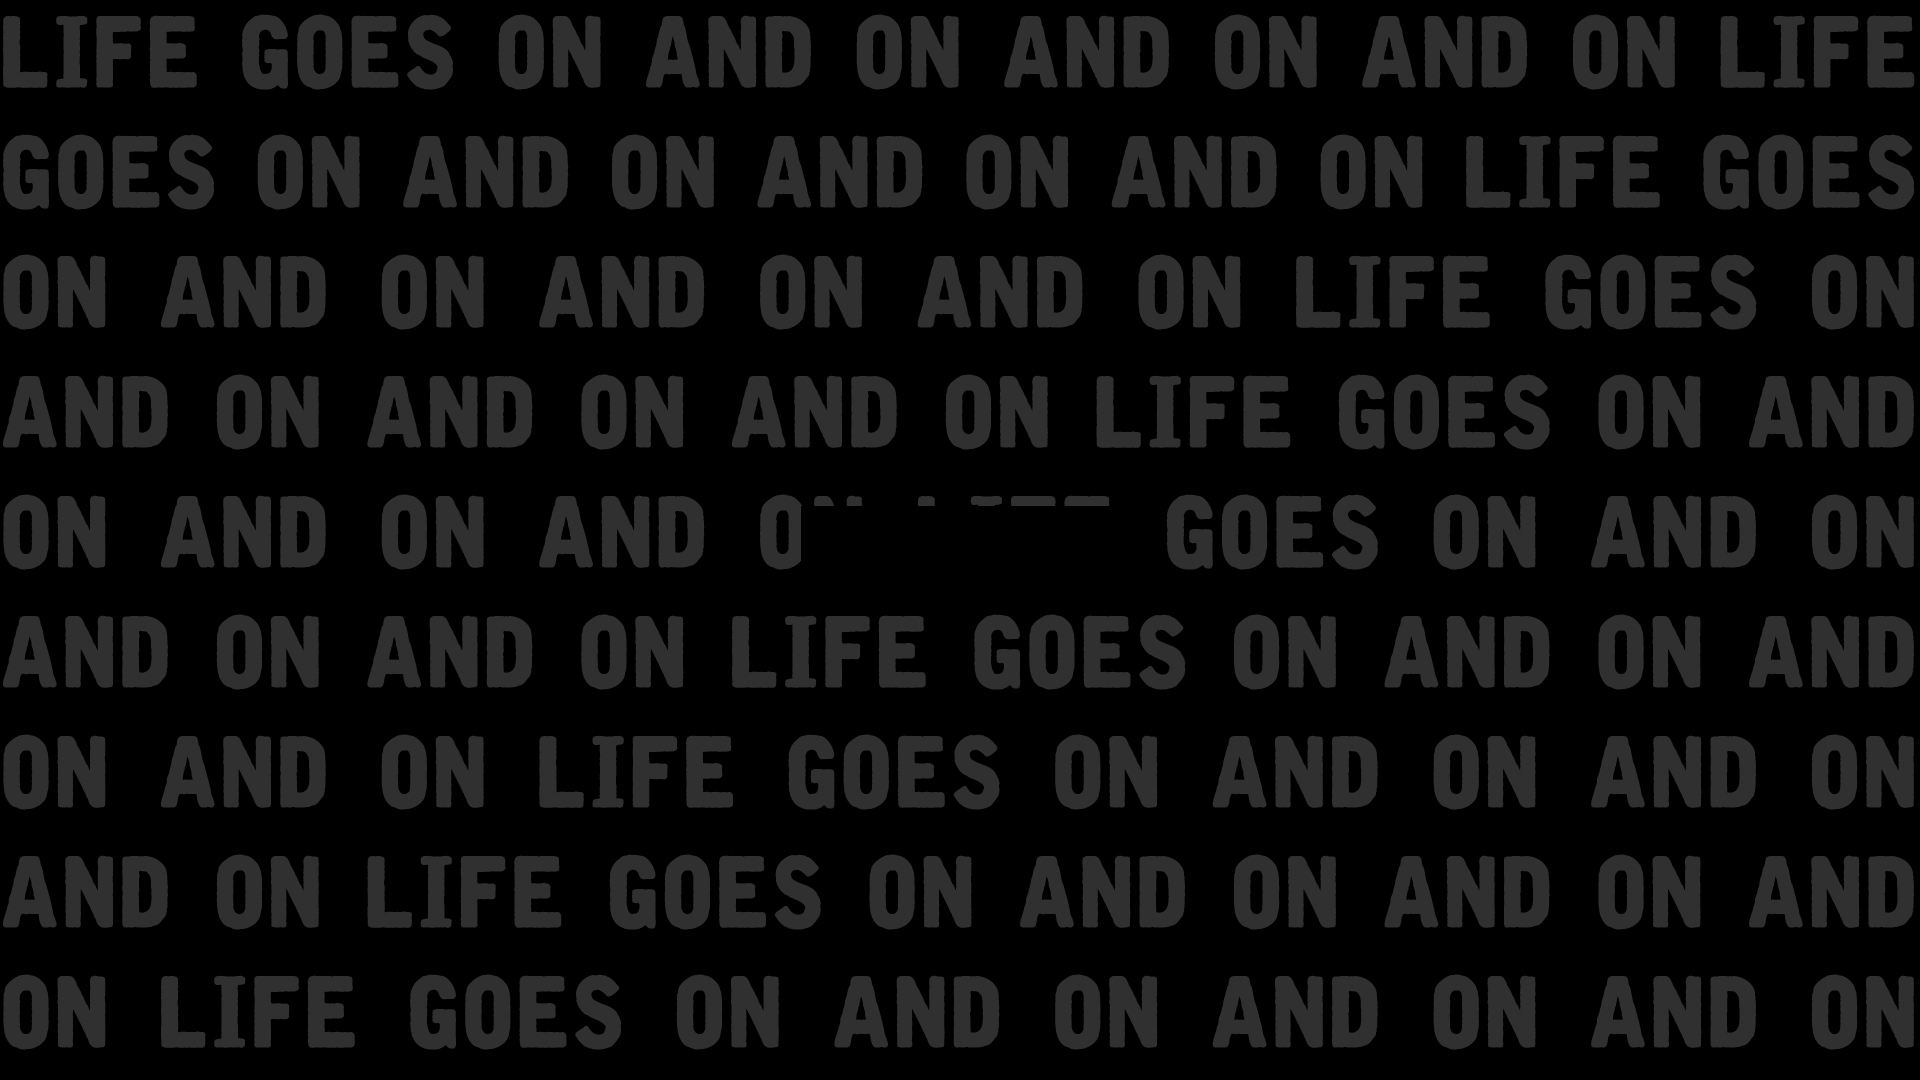 LIFE GOES ON AND ON AND ON AND ON LIFE
GOES ON AND ON AND ON AND ON LIFE GOES
ON AND ON AND ON AND ON LIFE GOES ON
AND ON AND ON AND ON LIFE GOES ON AND
ON AND ON AND GOES ON AND ON
AND ON AND ON LIFE GOES ON AND ON AND
ON AND ON LIFE GOES ON AND ON AND ON
AND ON LIFE GOES ON AND ON AND ON AND
ON LIFE GOES ON AND ON AND ON AND ON